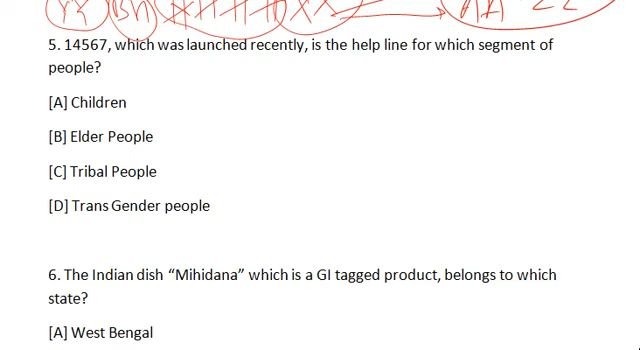 5. 14567, which was launched recently, is the help line for which segment of
people?
[A] Children
[B] Elder People
[C] Tribal People
[D] Trans Gender people
6. The Indian dish “Mihidana” which is a GI tagged product, belongs to which
state?
[A] West Bengal